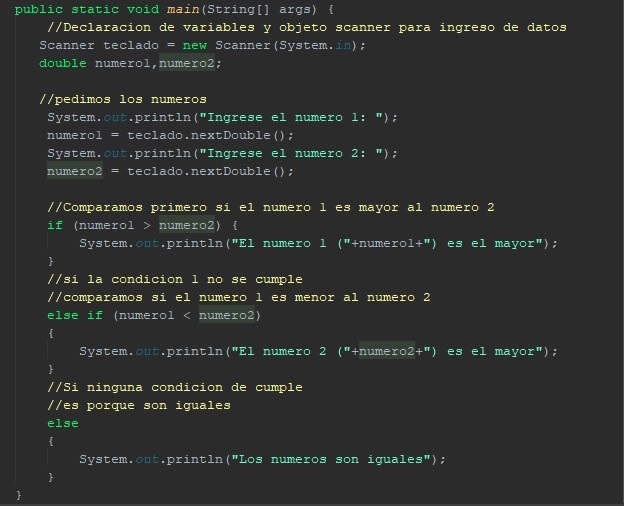 public static void main(String[] args) {
//Declaracion de variables y objeto scanner para ingreso de datos
Scanner teclado = new Scanner(System.in);
double numero1,numero2;
//pedimos los numeros
System.out.println("Ingrese el numero 1: ");
numero1 = teclado.nextDouble();
System.out.println("Ingrese el numero 2: ");
numero2 = teclado.nextDouble();
//Comparamos primero si el numero 1 es mayor al numero 2
if (numero1 > numero2) {
System.out.println("El numero 1 ("+numero1+") es el mayor");
}
//si la condicion 1 no se cumple
//comparamos si el numero 1 es menor al numero 2
else if (numero1 < numero2)
{
System.out.println("El numero 2 ("+numero2+") es el mayor");
}
//Si ninguna condicion de cumple
//es porque son iguales
else
{
System.out.println("Los numeros son iguales");
}
}